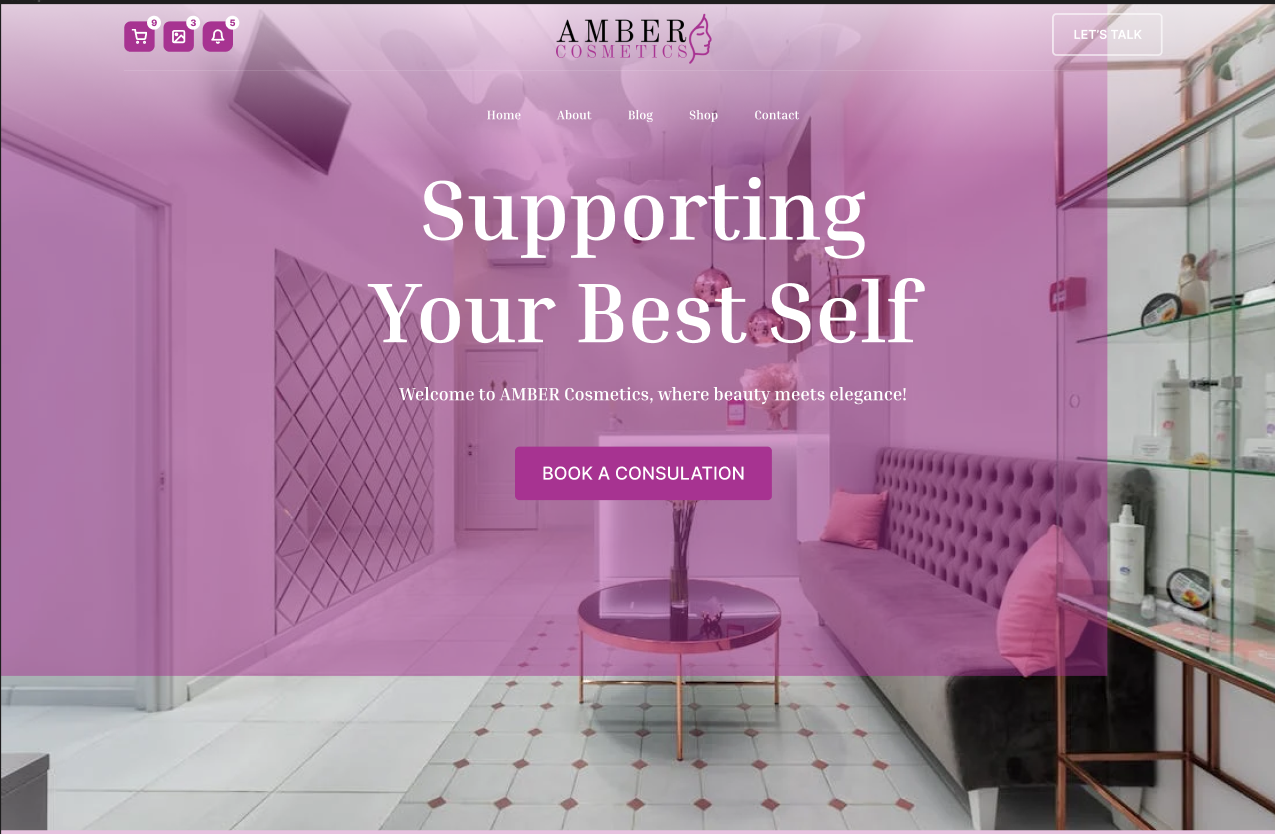 9
3
5
AMBER
COSMETICS
LET'S TALK
Home About Blog Shop Contact
Supporting
Your Best Self
Welcome to AMBER Cosmetics, where beauty meets elegance!
BOOK A CONSULATION